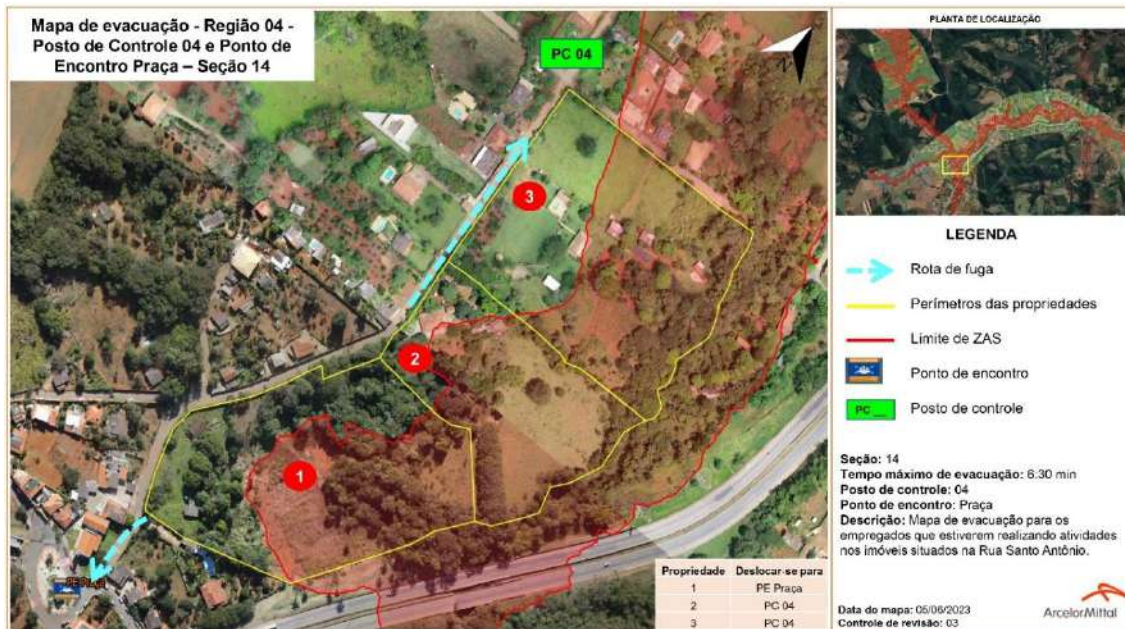 Mapa de evacuação - Região 04 -
Posto de Controle 04 e Ponto de
Encontro Praça – Seção 14
PC 04
3
2
1
Propriedade Deslocar-se para
1 PE Praça
2 PC 04
3 PC 04
PLANTA DE LOCALIZAÇÃO
LEGENDA
Rota de fuga
Perímetros das propriedades
Limite de ZAS
Ponto de encontro
PC __ Posto de controle
Seção: 14
Tempo máximo de evacuação: 6:30 min
Posto de controle: 04
Ponto de encontro: Praça
Descrição: Mapa de evacuação para os
empregados que estiverem realizando atividades
nos imóveis situados na Rua Santo Antônio.
Data do mapa: 05/06/2023
Controle de revisão: 03
ArcelorMittal